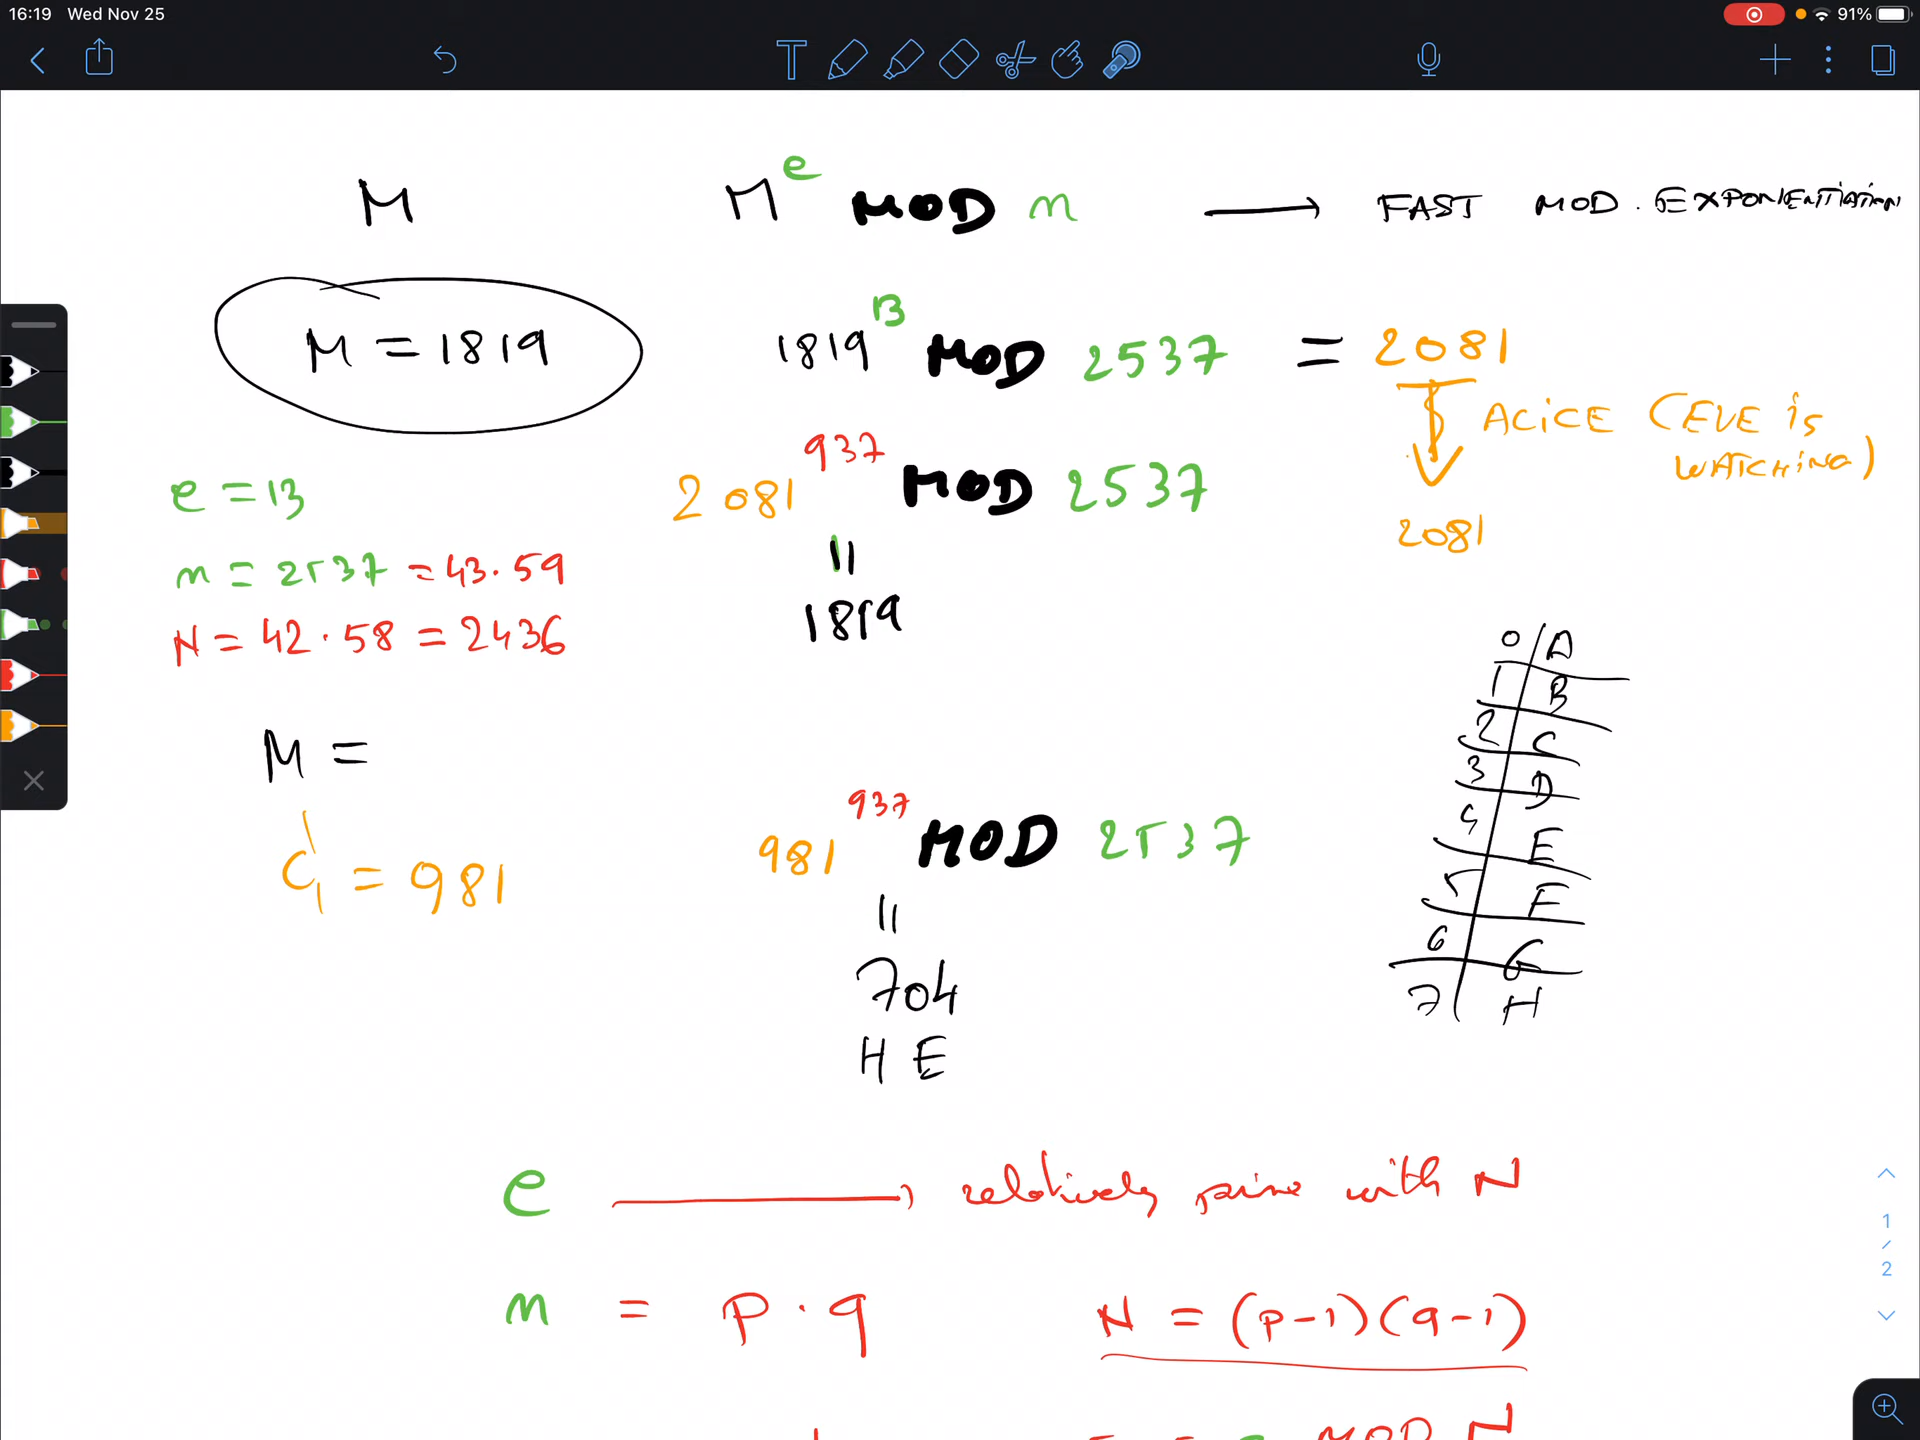 16:19 Wed Nov 25 91%
M M^e MOD n → FAST MOD. EXPONENTIATION
M = 1819 1819^13 MOD 2537 = 2081
ALICE (EVE is WATCHING)
2081
e = 13 2081^937 MOD 2537
n = 2537 = 43·59 ||
N = 42·58 = 2436 1819
0 A
1 B
2 C
3 D
4 E
5 F
6 G
7 H
M =
C1 = 981 981^937 MOD 2537
||
704
H E
e → relatively prime with N
n = p·q N = (p-1)(q-1)
MOD N
1
/
2